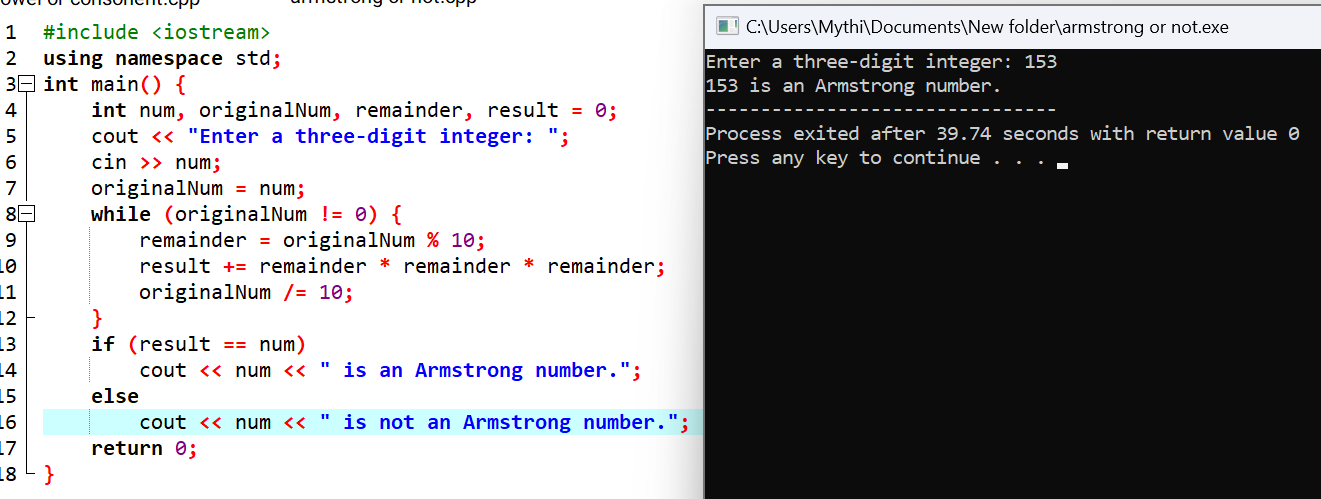 owel or consonent.cpp
armstrong or not.cpp
1 #include <iostream>
2 using namespace std;
3 int main() {
4 int num, originalNum, remainder, result = 0;
5 cout << "Enter a three-digit integer: ";
6 cin >> num;
7 originalNum = num;
8 while (originalNum != 0) {
9 remainder = originalNum % 10;
10 result += remainder * remainder * remainder;
11 originalNum /= 10;
12 }
13 if (result == num)
14 cout << num << " is an Armstrong number.";
15 else
16 cout << num << " is not an Armstrong number.";
17 return 0;
18 }
C:\Users\Mythi\Documents\New folder\armstrong or not.exe
Enter a three-digit integer: 153
153 is an Armstrong number.
--------------------------------
Process exited after 39.74 seconds with return value 0
Press any key to continue . . .